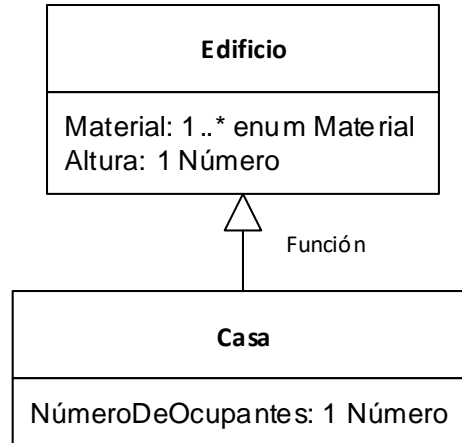 Edificio
Material: 1..* enum Material
Altura: 1 Número
Función
Casa
NúmeroDeOcupantes: 1 Número